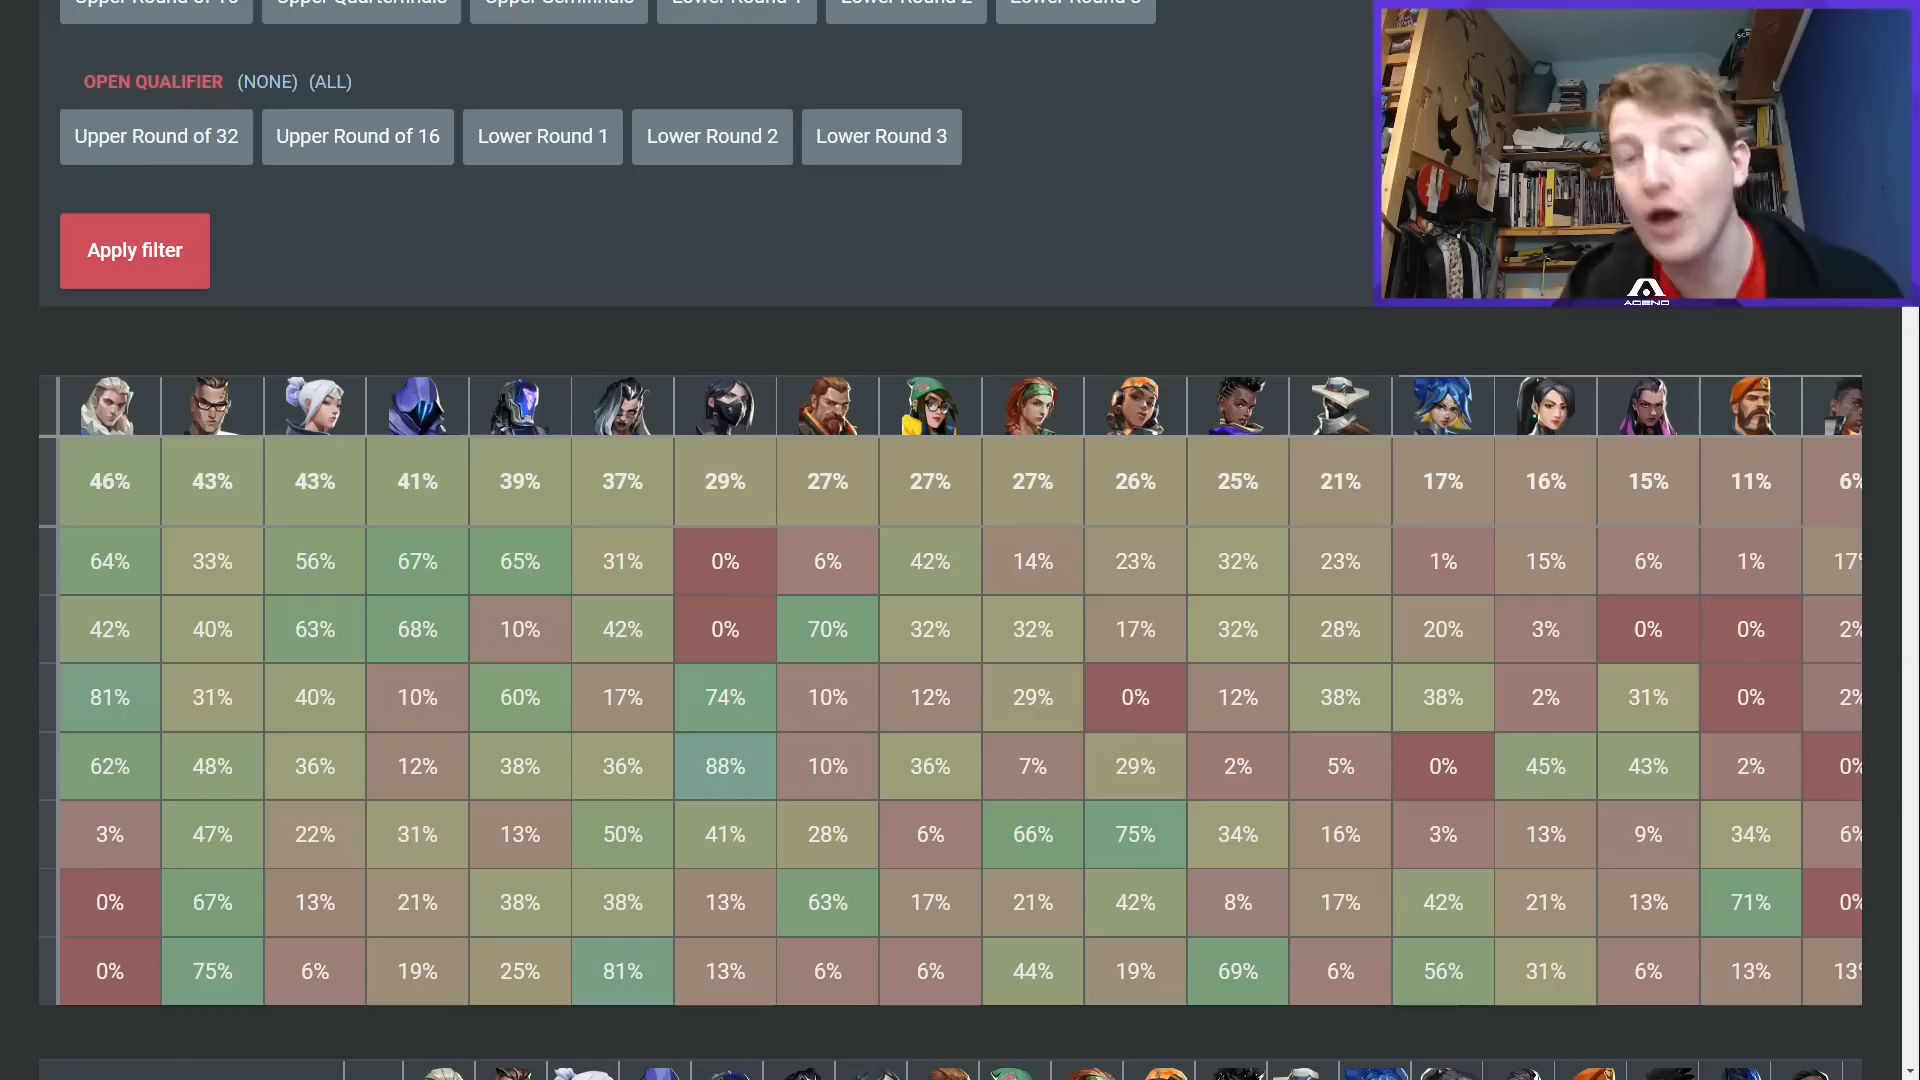 OPEN QUALIFIER (NONE) (ALL)
Upper Round of 32 Upper Round of 16 Lower Round 1 Lower Round 2 Lower Round 3
Apply filter
46% 43% 43% 41% 39% 37% 29% 27% 27% 27% 26% 25% 21% 17% 16% 15% 11% 6%
64% 33% 56% 67% 65% 31% 0% 6% 42% 14% 23% 32% 23% 1% 15% 6% 1% 17%
42% 40% 63% 68% 10% 42% 0% 70% 32% 32% 17% 32% 28% 20% 3% 0% 0% 2%
81% 31% 40% 10% 60% 17% 74% 10% 12% 29% 0% 12% 38% 38% 2% 31% 0% 2%
62% 48% 36% 12% 38% 36% 88% 10% 36% 7% 29% 2% 5% 0% 45% 43% 2% 0%
3% 47% 22% 31% 13% 50% 41% 28% 6% 66% 75% 34% 16% 3% 13% 9% 34% 6%
0% 67% 13% 21% 38% 38% 13% 63% 17% 21% 42% 8% 17% 42% 21% 13% 71% 0%
0% 75% 6% 19% 25% 81% 13% 6% 6% 44% 19% 69% 6% 56% 31% 6% 13% 13%